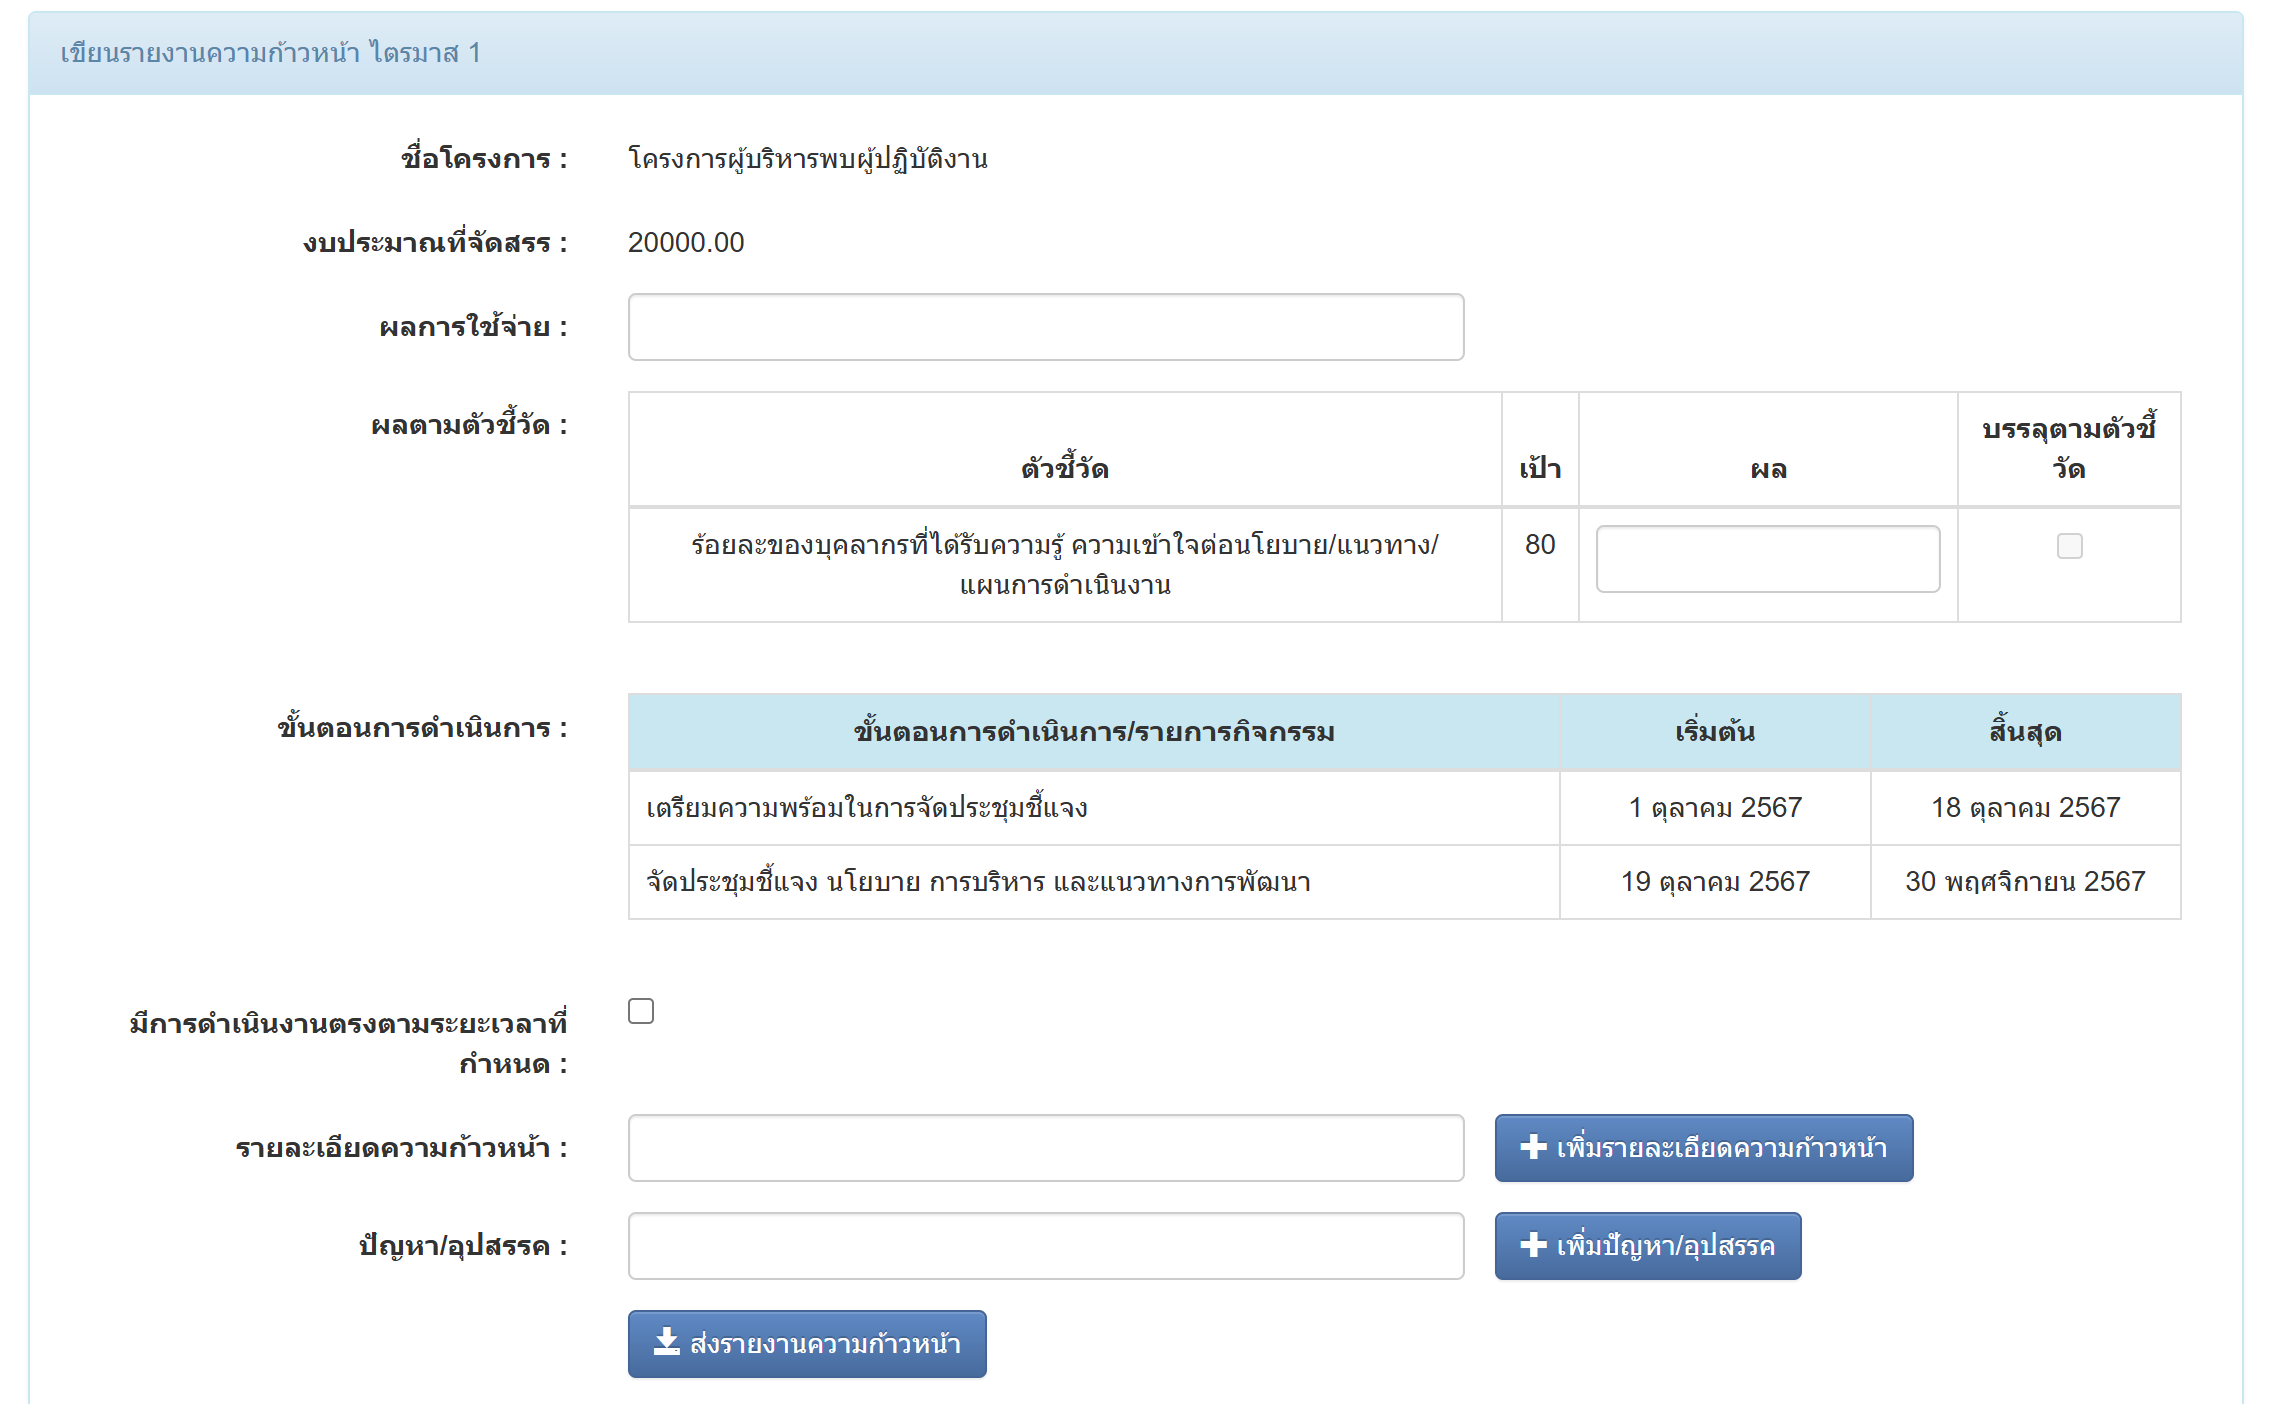 เขียนรายงานความก้าวหน้า ไตรมาส 1
ชื่อโครงการ : โครงการผู้บริหารพบผู้ปฏิบัติงาน
งบประมาณที่จัดสรร : 20000.00
ผลการใช้จ่าย :
ผลตามตัวชี้วัด :
ตัวชี้วัด เป้า ผล บรรลุตามตัวชี้
วัด
ร้อยละของบุคลากรที่ได้รับความรู้ ความเข้าใจต่อนโยบาย/แนวทาง/ 80
แผนการดำเนินงาน
ขั้นตอนการดำเนินการ : ขั้นตอนการดำเนินการ/รายการกิจกรรม เริ่มต้น สิ้นสุด
เตรียมความพร้อมในการจัดประชุมชี้แจง 1 ตุลาคม 2567 18 ตุลาคม 2567
จัดประชุมชี้แจง นโยบาย การบริหาร และแนวทางการพัฒนา 19 ตุลาคม 2567 30 พฤศจิกายน 2567
มีการดำเนินงานตรงตามระยะเวลาที่
กำหนด :
รายละเอียดความก้าวหน้า : เพิ่มรายละเอียดความก้าวหน้า
ปัญหา/อุปสรรค : เพิ่มปัญหา/อุปสรรค
ส่งรายงานความก้าวหน้า